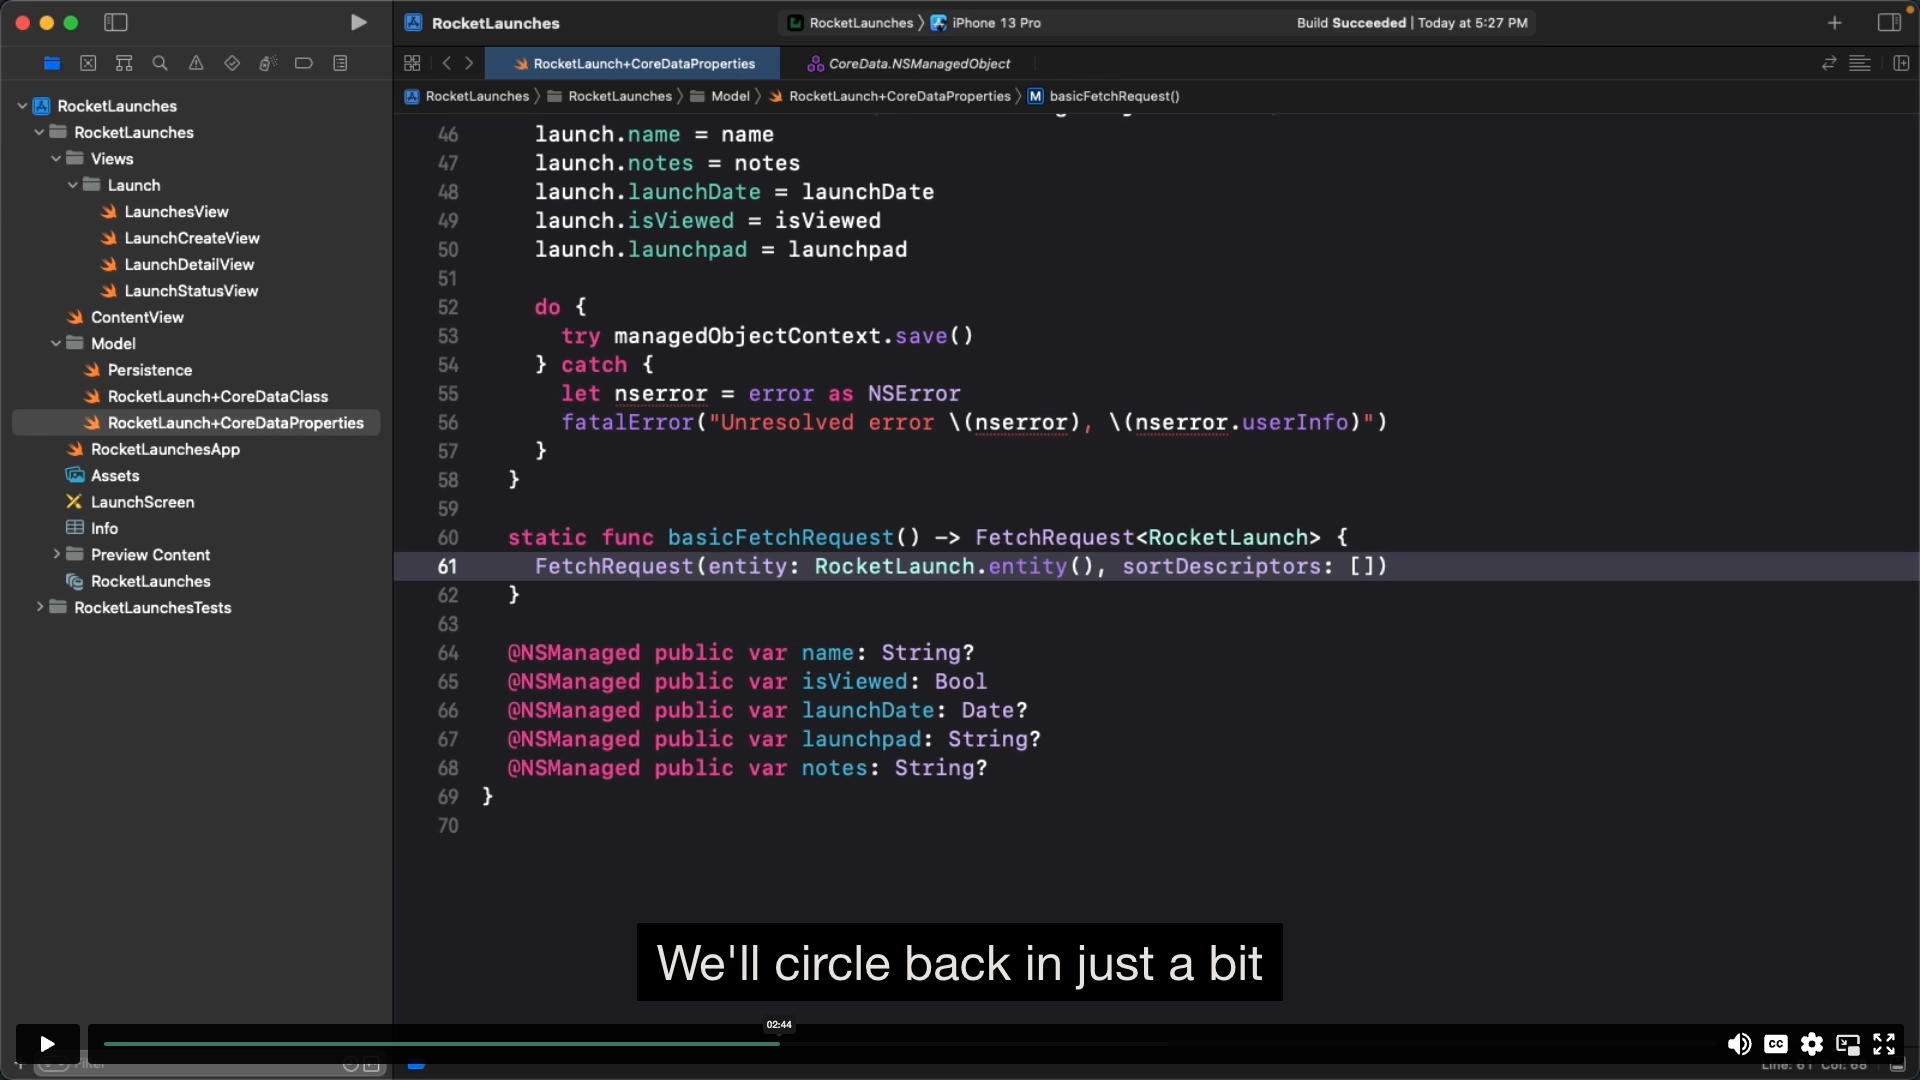 RocketLaunches
RocketLaunches
iPhone 13 Pro
Build Succeeded | Today at 5:27 PM
RocketLaunch+CoreDataProperties
CoreData.NSManagedObject
RocketLaunches
RocketLaunches
Model
RocketLaunch+CoreDataProperties
M
basicFetchRequest()
RocketLaunches
RocketLaunches
Views
Launch
LaunchesView
LaunchCreateView
LaunchDetailView
LaunchStatusView
ContentView
Model
Persistence
RocketLaunch+CoreDataClass
RocketLaunch+CoreDataProperties
RocketLaunchesApp
Assets
LaunchScreen
Info
Preview Content
RocketLaunches
RocketLaunchesTests
46 launch.name = name
47 launch.notes = notes
48 launch.launchDate = launchDate
49 launch.isViewed = isViewed
50 launch.launchpad = launchpad
51
52 do {
53 try managedObjectContext.save()
54 } catch {
55 let nserror = error as NSError
56 fatalError("Unresolved error \(nserror), \(nserror.userInfo)")
57 }
58 }
59
60 static func basicFetchRequest() -> FetchRequest<RocketLaunch> {
61 FetchRequest(entity: RocketLaunch.entity(), sortDescriptors: [])
62 }
63
64 @NSManaged public var name: String?
65 @NSManaged public var isViewed: Bool
66 @NSManaged public var launchDate: Date?
67 @NSManaged public var launchpad: String?
68 @NSManaged public var notes: String?
69 }
70
We'll circle back in just a bit
02:44
CC
Filter
Line: 61 Col: 68